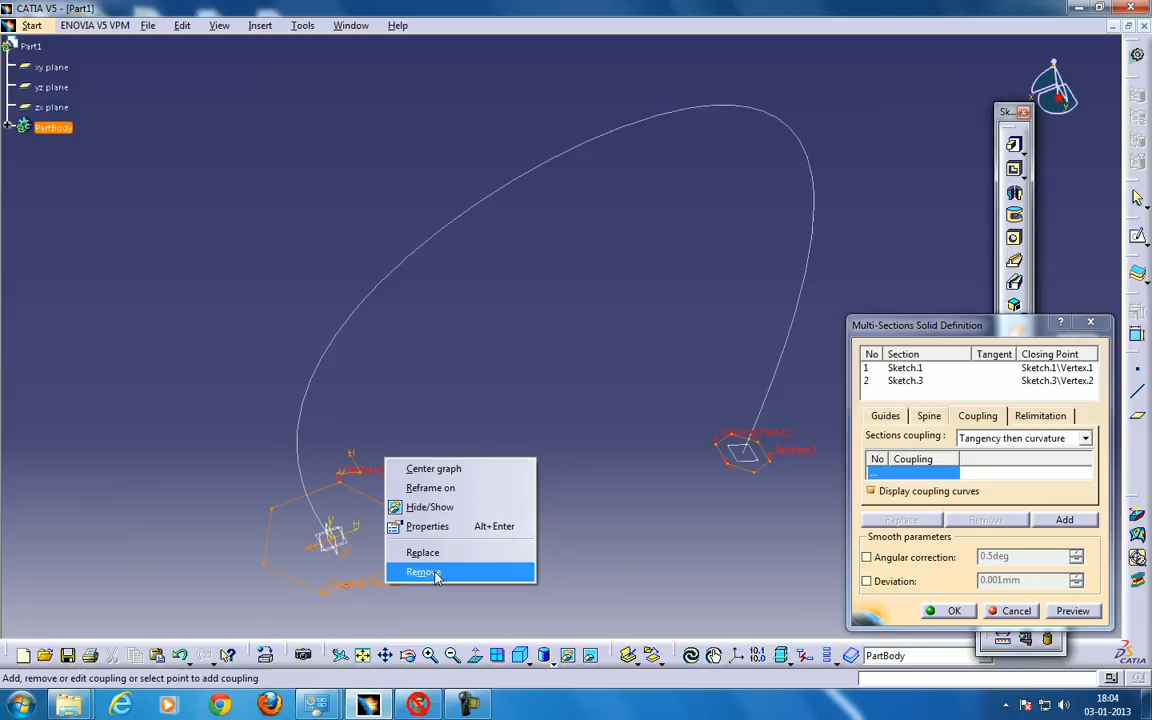 CATIA V5 - [Part1]
Start ENOVIA V5 VPM File Edit View Insert Tools Window Help
Part1
xy plane
yz plane
zx plane
PartBody
Sk...
x
y
Multi-Sections Solid Definition
No Section Tangent Closing Point
1 Sketch.1 Sketch.1\Vertex.1
2 Sketch.3 Sketch.3\Vertex.2
Guides Spine Coupling Relimitation
Sections coupling : Tangency then curvature
No Coupling
...
Display coupling curves
Replace Remove Add
Smooth parameters
Angular correction: 0.5deg
Deviation: 0.001mm
OK Cancel Preview
H
V
H
Center graph
Reframe on
Hide/Show
Properties Alt+Enter
Replace
Remove
PartBody
CATIA
Add, remove or edit coupling or select point to add coupling
18:04
03-01-2013